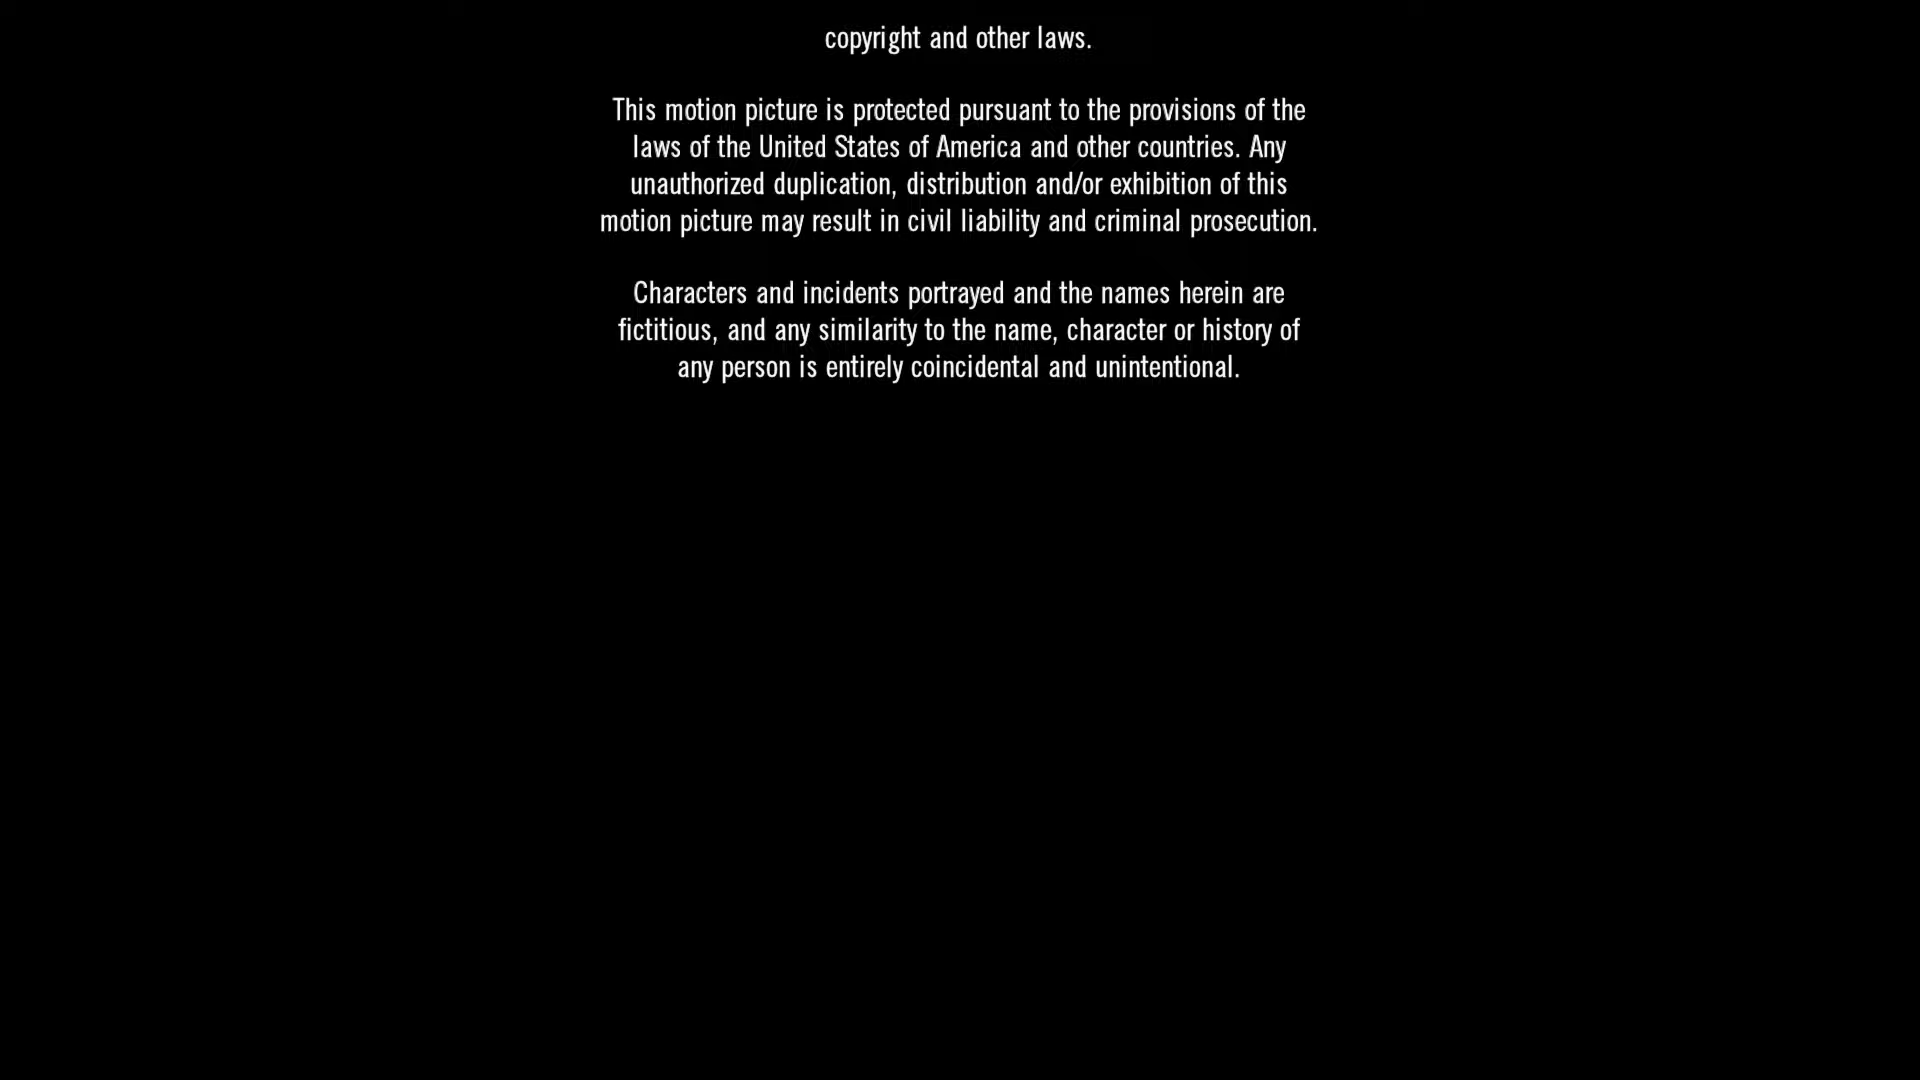 copyright and other laws.
This motion picture is protected pursuant to the provisions of the
laws of the United States of America and other countries. Any
unauthorized duplication, distribution and/or exhibition of this
motion picture may result in civil liability and criminal prosecution.
Characters and incidents portrayed and the names herein are
fictitious, and any similarity to the name, character or history of
any person is entirely coincidental and unintentional.